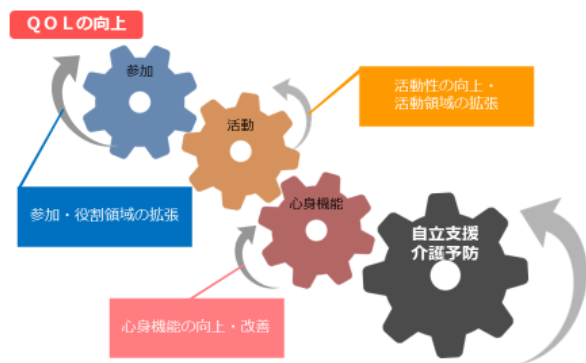 QOLの向上
参加
活動
活動性の向上・
活動領域の拡張
参加・役割領域の拡張
心身機能
自立支援
介護予防
心身機能の向上・改善